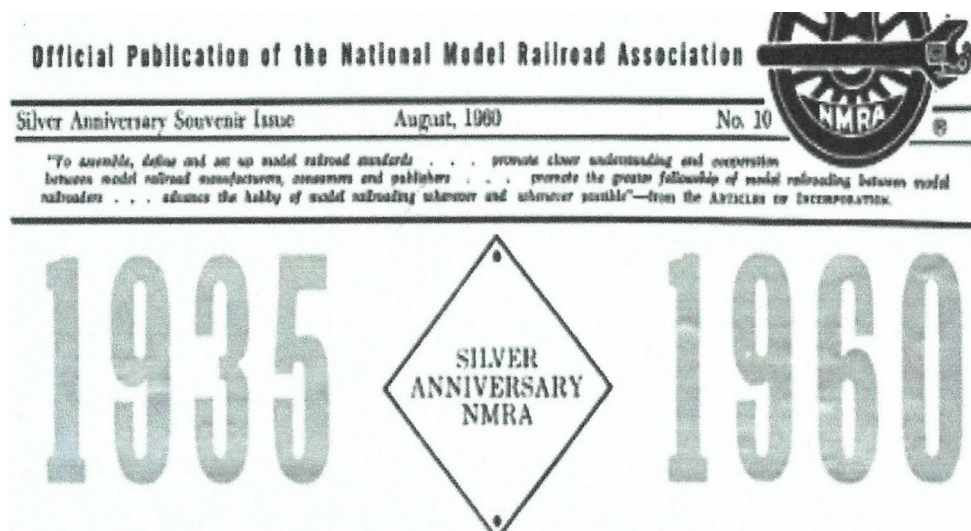 Official Publication of the National Model Railroad Association
NMRA
®
Silver Anniversary Souvenir Issue August, 1960 No. 10
"To assemble, define and set up model railroad standards . . . promote closer understanding and cooperation
between model railroad manufacturers, consumers and publishers . . . promote the greater fellowship of model railroading between model
railroaders . . . advance the hobby of model railroading wherever and whenever possible"—from the ARTICLES OF INCORPORATION.
1935
SILVER
ANNIVERSARY
NMRA
1960